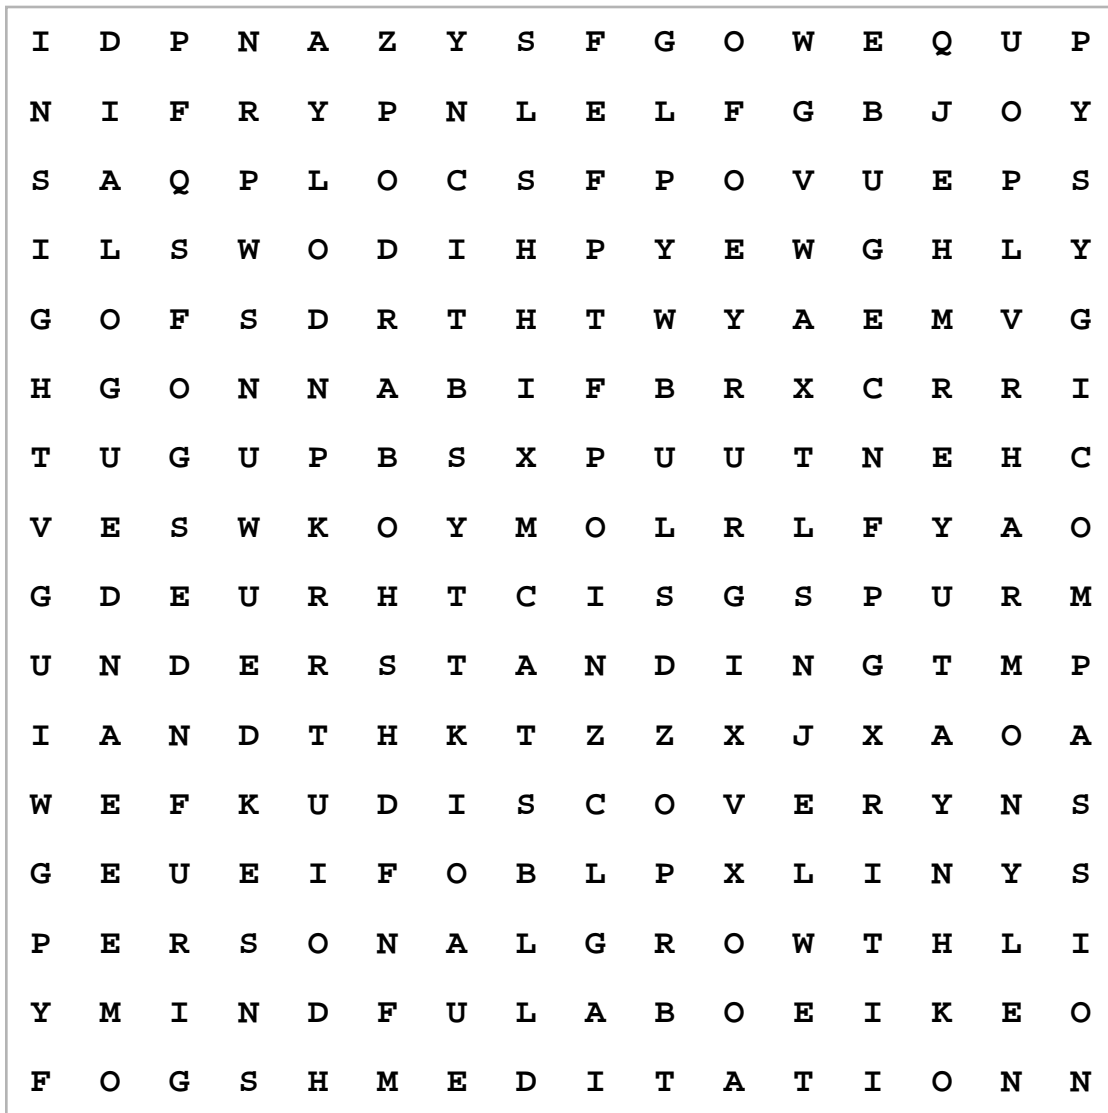 I D P N A Z Y S F G O W E Q U P
N I F R Y P N L E L F G B J O Y
S A Q P L O C S F P O V U E P S
I L S W O D I H P Y E W G H L Y
G O F S D R T H T W Y A E M V G
H G O N N A B I F B R X C R R I
T U G U P B S X P U U T N E H C
V E S W K O Y M O L R L F Y A O
G D E U R H T C I S G S P U R M
U N D E R S T A N D I N G T M P
I A N D T H K T Z Z X J X A O A
W E F K U D I S C O V E R Y N S
G E U E I F O B L P X L I N Y S
P E R S O N A L G R O W T H L I
Y M I N D F U L A B O E I K E O
F O G S H M E D I T A T I O N N